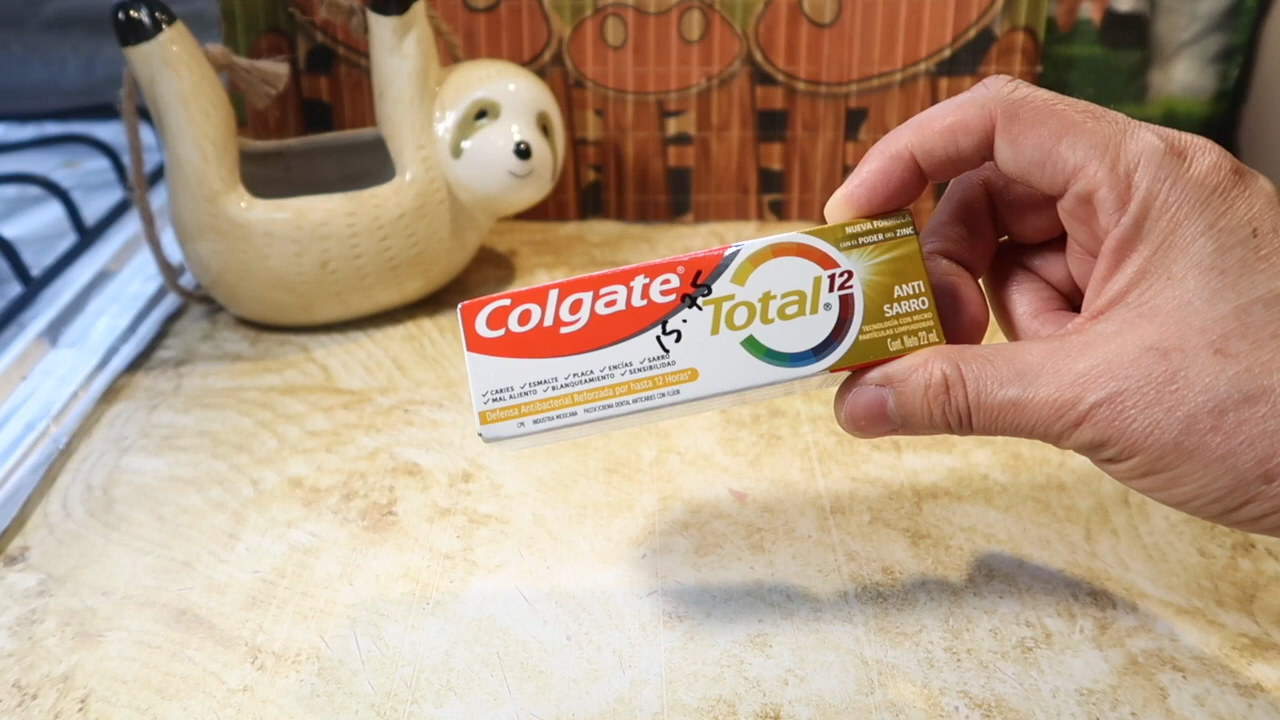 Colgate®
15.75
Total 12®
NUEVA FÓRMULA
CON EL PODER DEL ZINC
ANTI
SARRO
TECNOLOGÍA CON MICRO
PARTÍCULAS LIMPIADORAS
Cont. Neto 22 mL
✓CARIES ✓ESMALTE ✓PLACA ✓ENCÍAS ✓SARRO
✓MAL ALIENTO ✓BLANQUEAMIENTO ✓SENSIBILIDAD
Defensa Antibacterial Reforzada por hasta 12 Horas*
CPE INDUSTRIA MEXICANA PASTA|CREMA DENTAL ANTICARIES CON FLÚOR